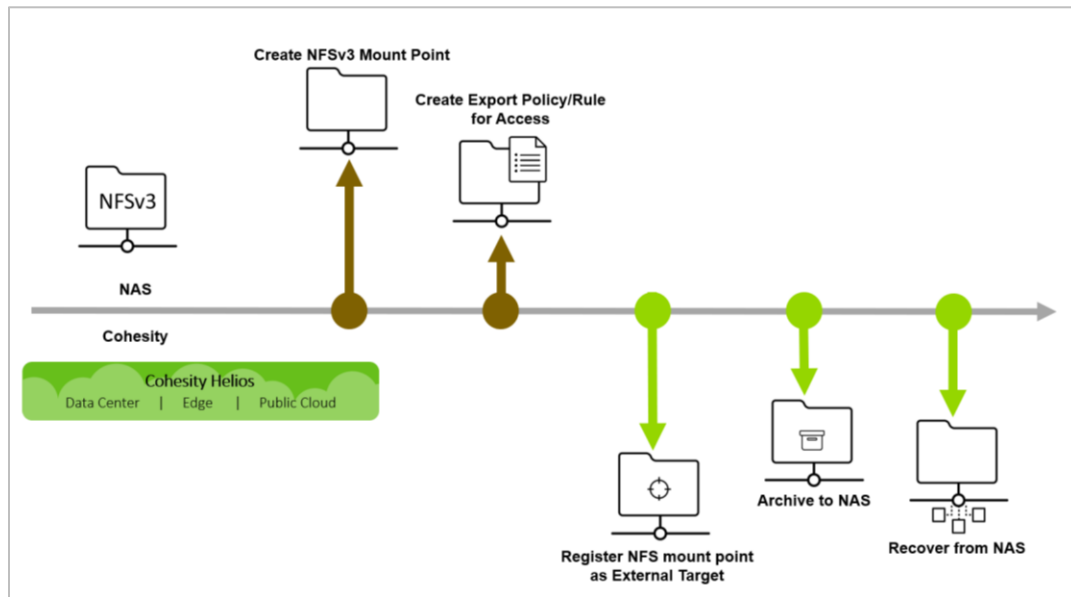 Create NFSv3 Mount Point
Create Export Policy/Rule
for Access
NFSv3
NAS
Cohesity
Cohesity Helios
Data Center | Edge | Public Cloud
Register NFS mount point
as External Target
Archive to NAS
Recover from NAS